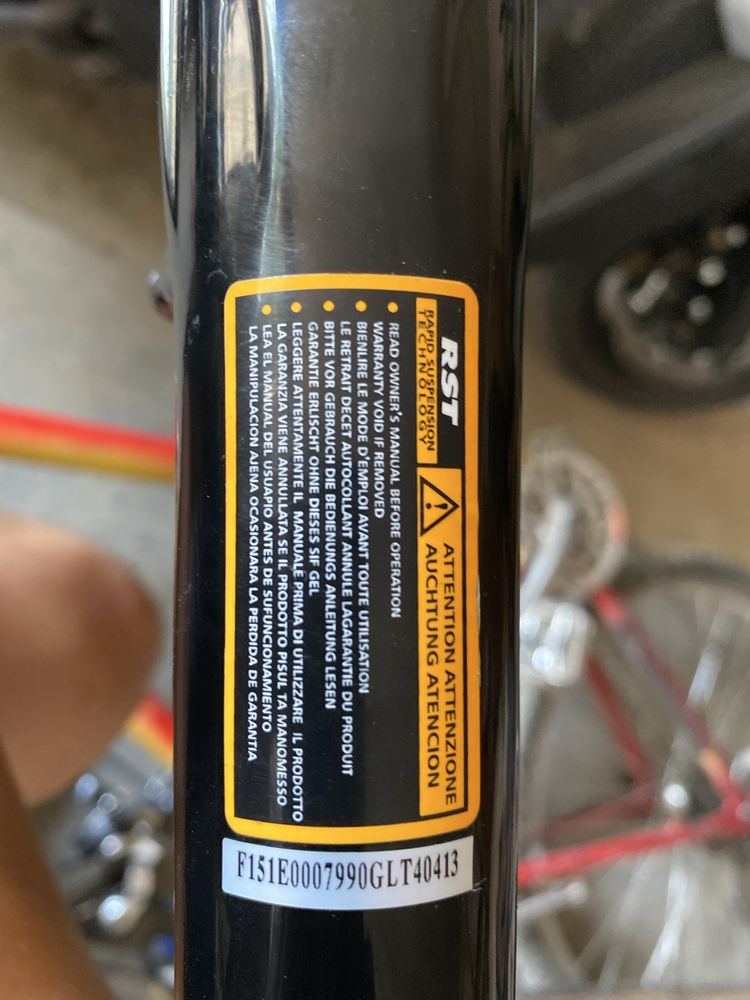 RST
RAPID SUSPENSION
TECHNOLOGY
ATTENTION ATTENZIONE
AUCHTUNG ATENCION
• READ OWNER'S MANUAL BEFORE OPERATION
WARRANTY VOID IF REMOVED
• BIENLIRE LE MODE D'EMPLOI AVANT TOUTE UTILISATION
LE RETRAIT DECET AUTOCOLLANT ANNULE LAGARANTIE DU PRODUIT
• BITTE VOR GEBRAUCH DIE BEDIENUNGS ANLEITUNG LESEN
GARANTIE ERLISCHT OHNE DIESES SIF GEL
• LEGGERE ATTENTAMENTE IL MANUALE PRIMA DI UTILIZZARE IL PRODOTTO
LA GARANZIA VIENE ANNULLATA SE IL PRODOTTO PISUL TA MANOMESSO
• LEA EL MANUAL DEL USUAPIO ANTES DE SUFUNCIONAMIENTO
LA MANIPULACION AJENA OCASIONARA LA PERDIDA DE GARANTIA
F151E0007990GLT40413